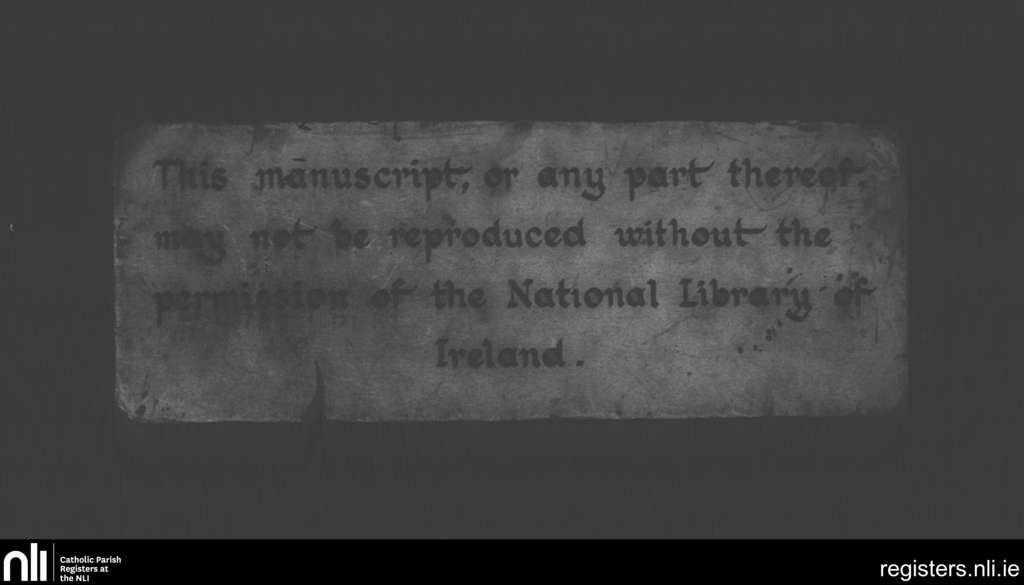 This manuscript, or any part thereof,
may not be reproduced without the
permission of the National Library of
Ireland.
nli
Catholic Parish
Registers at
the NLI
registers.nli.ie